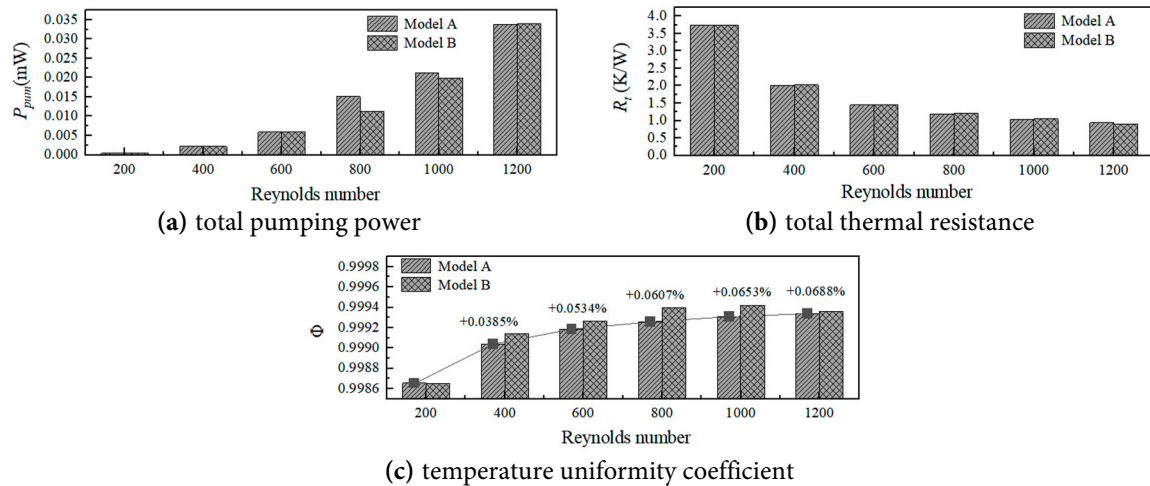 0.035
0.030
0.025
0.020
0.015
0.010
0.005
0.000
P_pum(mW)
Model A
Model B
200 400 600 800 1000 1200
Reynolds number
(a) total pumping power
4.0
3.5
3.0
2.5
2.0
1.5
1.0
0.5
0.0
R_t (K/W)
Model A
Model B
200 400 600 800 1000 1200
Reynolds number
(b) total thermal resistance
0.9998
0.9996
0.9994
0.9992
0.9990
0.9988
0.9986
Φ
Model A
Model B
+0.0385% +0.0534% +0.0607% +0.0653% +0.0688%
200 400 600 800 1000 1200
Reynolds number
(c) temperature uniformity coefficient